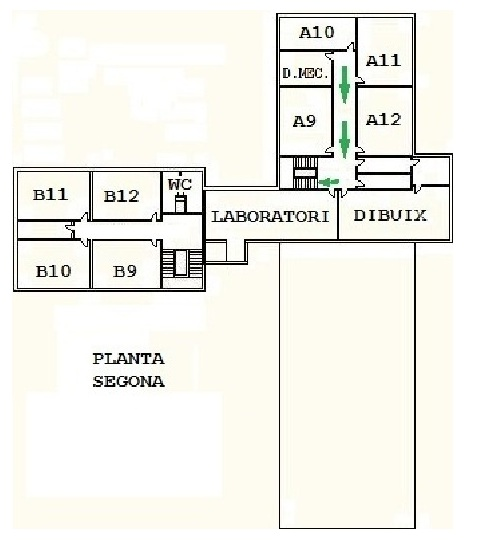 A10
A11
D.MEC.
A9
A12
B11
B12
WC
LABORATORI
DIBUIX
B10
B9
PLANTA
SEGONA